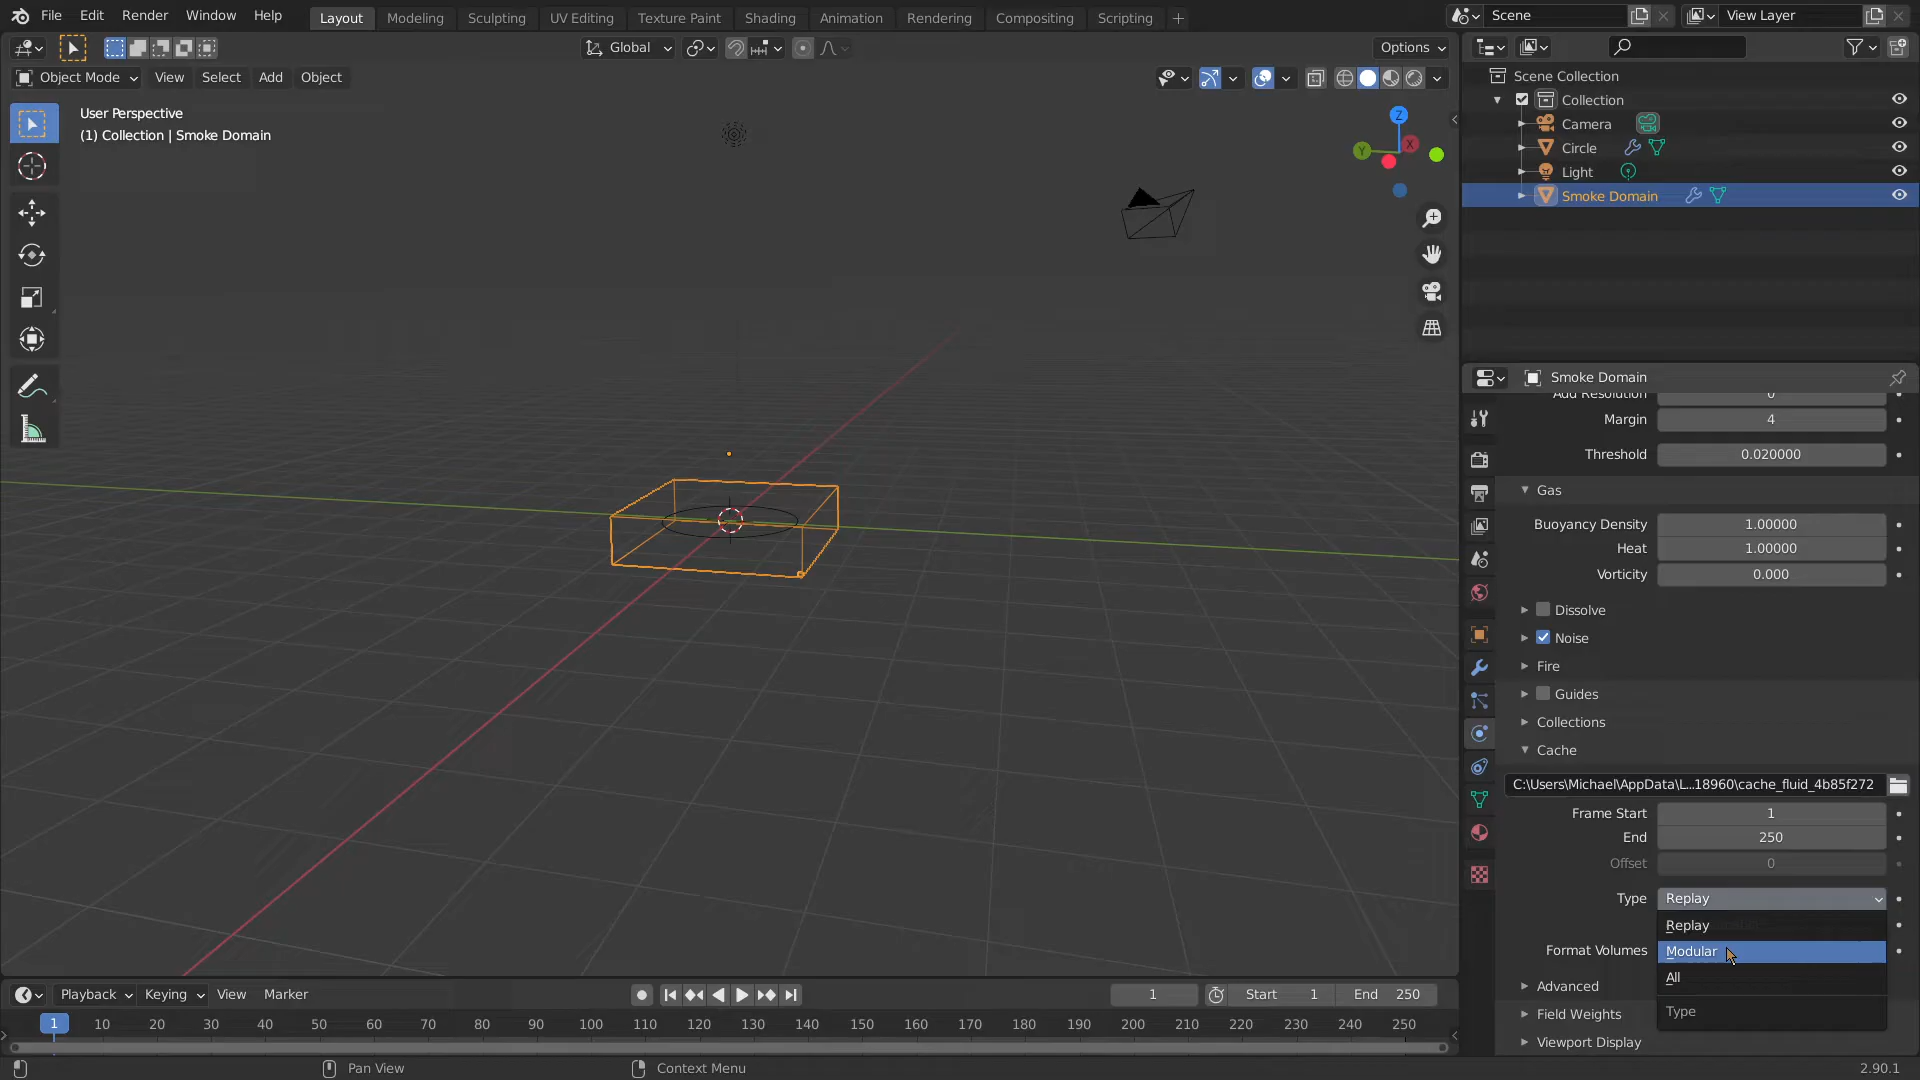 File Edit Render Window Help
Layout Modeling Sculpting UV Editing Texture Paint Shading Animation Rendering Compositing Scripting +
Scene
View Layer
Global
Options
Object Mode View Select Add Object
User Perspective
(1) Collection | Smoke Domain
Z
X
Y
Scene Collection
Collection
Camera
Circle
Light
Smoke Domain
Smoke Domain
Add Resolution 0
Margin 4
Threshold 0.020000
Gas
Buoyancy Density 1.00000
Heat 1.00000
Vorticity 0.000
Dissolve
Noise
Fire
Guides
Collections
Cache
C:\Users\Michael\AppData\L...18960\cache_fluid_4b85f272
Frame Start 1
End 250
Offset 0
Type Replay
Replay
Format Volumes Modular
All
Advanced
Type
Field Weights
Viewport Display
Playback Keying View Marker
1 Start 1 End 250
1 10 20 30 40 50 60 70 80 90 100 110 120 130 140 150 160 170 180 190 200 210 220 230 240 250
Pan View Context Menu 2.90.1